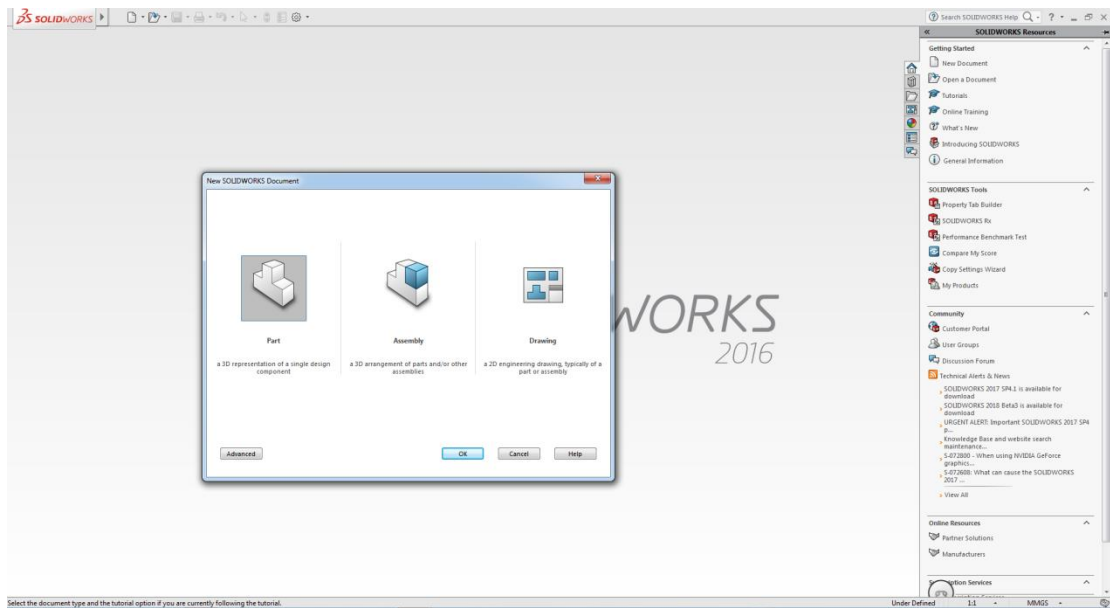 SOLIDWORKS
Search SOLIDWORKS Help
SOLIDWORKS Resources
Getting Started
New Document
Open a Document
Tutorials
Online Training
What's New
Introducing SOLIDWORKS
General Information
SOLIDWORKS Tools
Property Tab Builder
SOLIDWORKS Rx
Performance Benchmark Test
Compare My Score
Copy Settings Wizard
My Products
Community
Customer Portal
User Groups
Discussion Forum
Technical Alerts & News
SOLIDWORKS 2017 SP4.1 is available for
download
SOLIDWORKS 2018 Beta3 is available for
download
URGENT ALERT: Important SOLIDWORKS 2017 SP4
p...
Knowledge Base and website search
maintenance...
S-072800 - When using NVIDIA GeForce
graphics...
S-072608: What can cause the SOLIDWORKS
2017 ...
View All
Online Resources
Partner Solutions
Manufacturers
Services
New SOLIDWORKS Document
Part
a 3D representation of a single design
component
Assembly
a 3D arrangement of parts and/or other
assemblies
Drawing
a 2D engineering drawing, typically of a
part or assembly
Advanced
OK
Cancel
Help
WORKS
2016
Select the document type and the tutorial option if you are currently following the tutorial.
Under Defined
1:1
MMGS